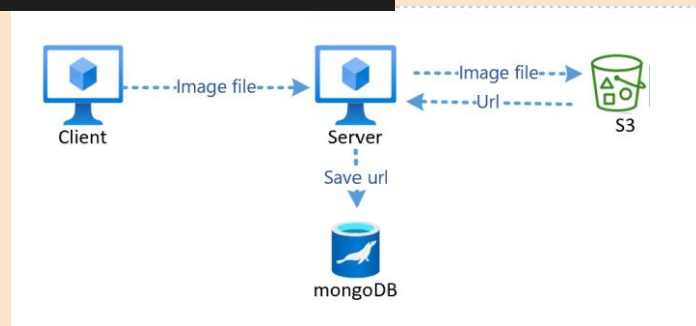 Image file
Image file
Url
Client
Server
S3
Save url
mongoDB